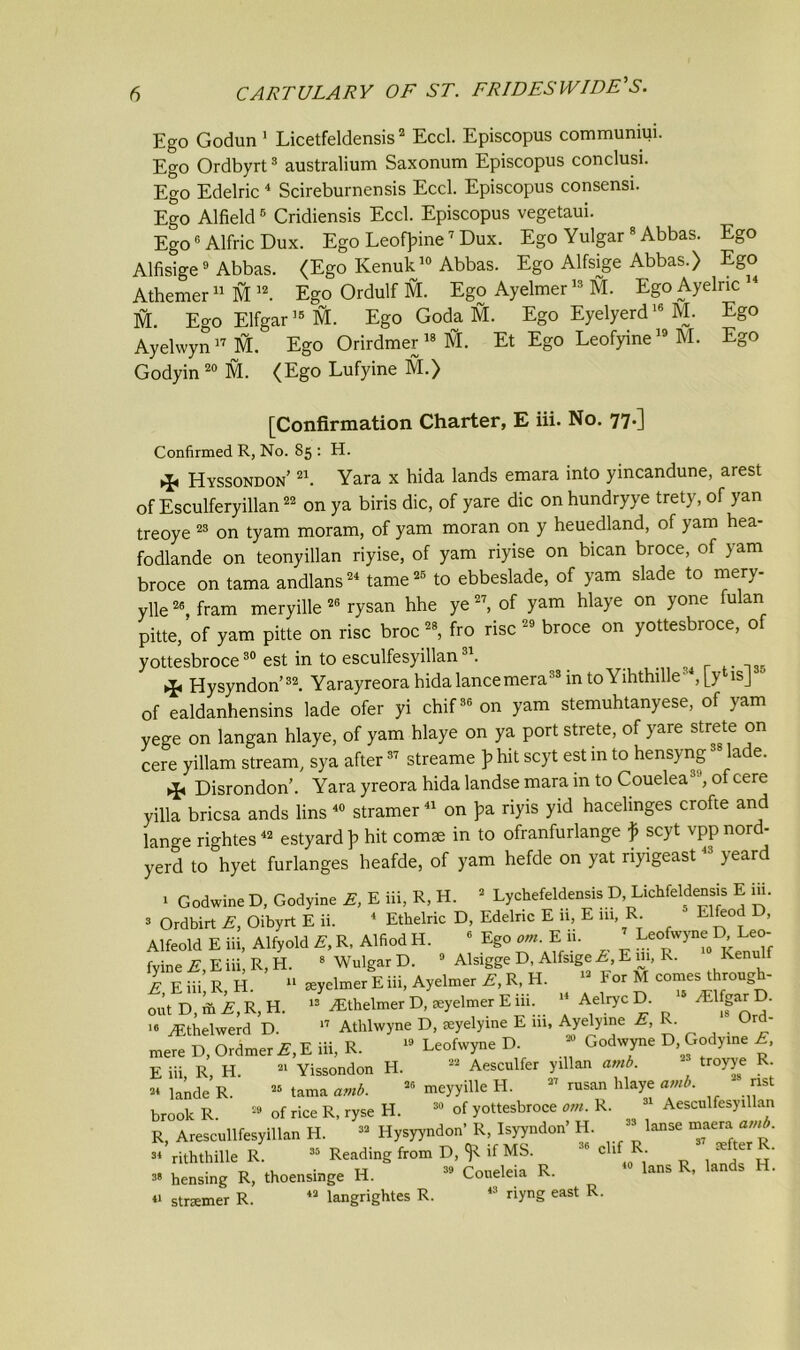 6 CARTULARY OF ST. FRIDESWIDE'S.
Ego Godun ¹ Licetfeldensis ² Eccl. Episcopus communiui.
Ego Ordbyrt ³ australium Saxonum Episcopus conclusi.
Ego Edelric ⁴ Scireburnensis Eccl. Episcopus consensi.
Ego Alfield ⁵ Cridiensis Eccl. Episcopus vegetaui.
Ego ⁶ Alfric Dux. Ego Leofþine ⁷ Dux. Ego Yulgar ⁸ Abbas. Ego
Alfisige ⁹ Abbas. ⟨Ego Kenuk ¹⁰ Abbas. Ego Alfsige Abbas.⟩ Ego
Athemer ¹¹ M̃ ¹². Ego Ordulf M̃. Ego Ayelmer ¹³ M̃. Ego Ayelric ¹⁴
M̃. Ego Elfgar ¹⁵ M̃. Ego Goda M̃. Ego Eyelyerd ¹⁶ M̃. Ego
Ayelwyn ¹⁷ M̃. Ego Orirdmer ¹⁸ M̃. Et Ego Leofyine ¹⁹ M̃. Ego
Godyin ²⁰ M̃. ⟨Ego Lufyine M̃.⟩
[Confirmation Charter, E iii. No. 77.]
Confirmed R, No. 85 : H.
✠ Hyssondon’ ²¹. Yara x hida lands emara into yincandune, arest
of Esculferyillan ²² on ya biris dic, of yare dic on hundryye trety, of yan
treoye ²³ on tyam moram, of yam moran on y heuedland, of yam hea-
fodlande on teonyillan riyise, of yam riyise on bican broce, of yam
broce on tama andlans ²⁴ tame ²⁵ to ebbeslade, of yam slade to mery-
ylle ²⁶, fram meryille ²⁶ rysan hhe ye ²⁷, of yam hlaye on yone fulan
pitte, of yam pitte on risc broc ²⁸, fro risc ²⁹ broce on yottesbroce, of
yottesbroce ³⁰ est in to esculfesyillan ³¹.
✠ Hysyndon’ ³². Yarayreora hida lancemera ³³ in to Yihthille ³⁴, [ytis] ³⁵
of ealdanhensins lade ofer yi chif ³⁶ on yam stemuhtanyese, of yam
yege on langan hlaye, of yam hlaye on ya port strete, of yare strete on
cere yillam stream, sya after ³⁷ streame þ hit scyt est in to hensyng ³⁸ lade.
✠ Disrondon’. Yara yreora hida landse mara in to Couelea ³⁹, of cere
yilla bricsa ands lins ⁴⁰ stramer ⁴¹ on þa riyis yid hacelinges crofte and
lange rightes ⁴² estyard þ hit comæ in to ofranfurlange ꝥ scyt vpp nord-
yerd to hyet furlanges heafde, of yam hefde on yat riyigeast ⁴³ yeard
¹ Godwine D, Godyine E, E iii, R, H. ² Lychefeldensis D, Lichfeldensis E iii.
³ Ordbirt E, Oibyrt E ii. ⁴ Ethelric D, Edelric E ii, E iii, R. ⁵ Elfeod D,
Alfeold E iii, Alfyold E, R, Alfiod H. ⁶ Ego om. E ii. ⁷ Leofwyne D, Leo-
fyine E, E iii, R, H. ⁸ Wulgar D. ⁹ Alsigge D, Alfsige E, E iii, R. ¹⁰ Kenulf
E, E iii, R, H. ¹¹ æyelmer E iii, Ayelmer E, R, H. ¹² For M̃ comes through-
out D, m̃ E, R, H. ¹³ Æthelmer D, æyelmer E iii. ¹⁴ Aelryc D. ¹⁵ Ælfgar D.
¹⁶ Æthelwerd D. ¹⁷ Athlwyne D, æyelyine E iii, Ayelyine E, R. ¹⁸ Ord-
mere D, Ordmer E, E iii, R. ¹⁹ Leofwyne D. ²⁰ Godwyne D, Godyine E,
E iii, R, H. ²¹ Yissondon H. ²² Aesculfer yillan amb. ²³ troyye R.
²⁴ lande R. ²⁵ tama amb. ²⁶ meyyille H. ²⁷ rusan hlaye amb. ²⁸ rist
brook R. ²⁹ of rice R, ryse H. ³⁰ of yottesbroce om. R. ³¹ Aesculfesyillan
R, Arescullfesyillan H. ³² Hysyyndon’ R, Isyyndon’ H. ³³ lanse maera amb.
³⁴ riththille R. ³⁵ Reading from D, ꝶ if MS. ³⁶ clif R. ³⁷ æfter R.
³⁸ hensing R, thoensinge H. ³⁹ Coueleia R. ⁴⁰ lans R, lands H.
⁴¹ stræmer R. ⁴² langrightes R. ⁴³ riyng east R.